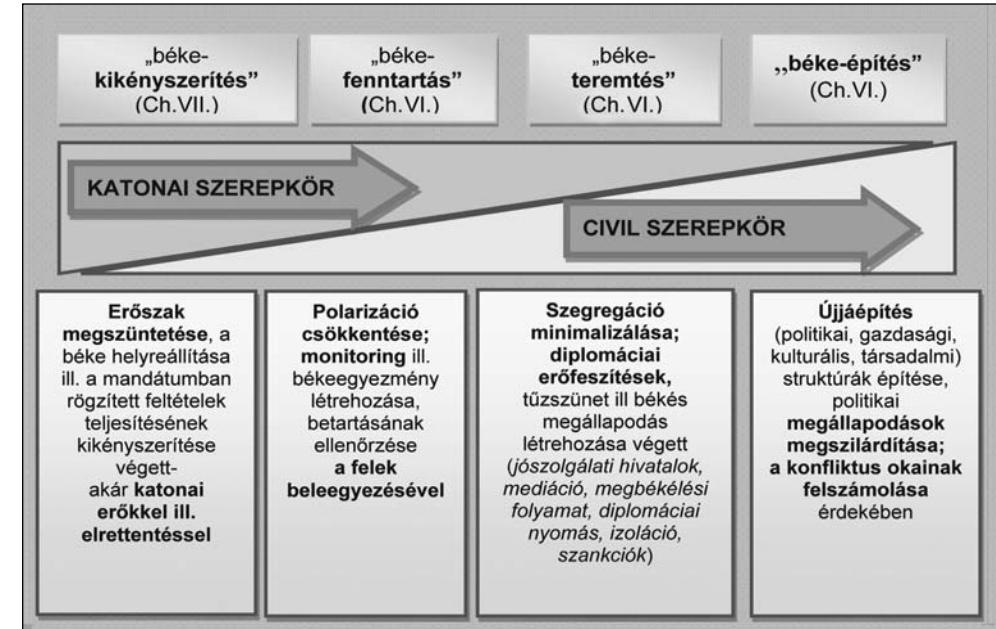 „béke-
kikényszerítés”
(Ch.VII.)
„béke-
fenntartás”
(Ch.VI.)
„béke-
teremtés”
(Ch.VI.)
„béke-építés”
(Ch.VI.)
KATONAI SZEREPKÖR
CIVIL SZEREPKÖR
Erőszak
megszüntetése, a
béke helyreállítása
ill. a mandátumban
rögzített feltételek
teljesítésének
kikényszerítése
végett-
akár katonai
erőkkel ill.
elrettentéssel
Polarizáció
csökkentése;
monitoring ill.
békeegyezmény
létrehozása,
betartásának
ellenőrzése
a felek
beleegyezésével
Szegregáció
minimalizálása;
diplomáciai
erőfeszítések,
tűzszünet ill békés
megállapodás
létrehozása végett
(jószolgálati hivatalok,
mediáció, megbékélési
folyamat, diplomáciai
nyomás, izoláció,
szankciók)
Újjáépítés
(politikai, gazdasági,
kulturális, társadalmi)
struktúrák építése,
politikai
megállapodások
megszilárdítása;
a konfliktus okainak
felszámolása
érdekében